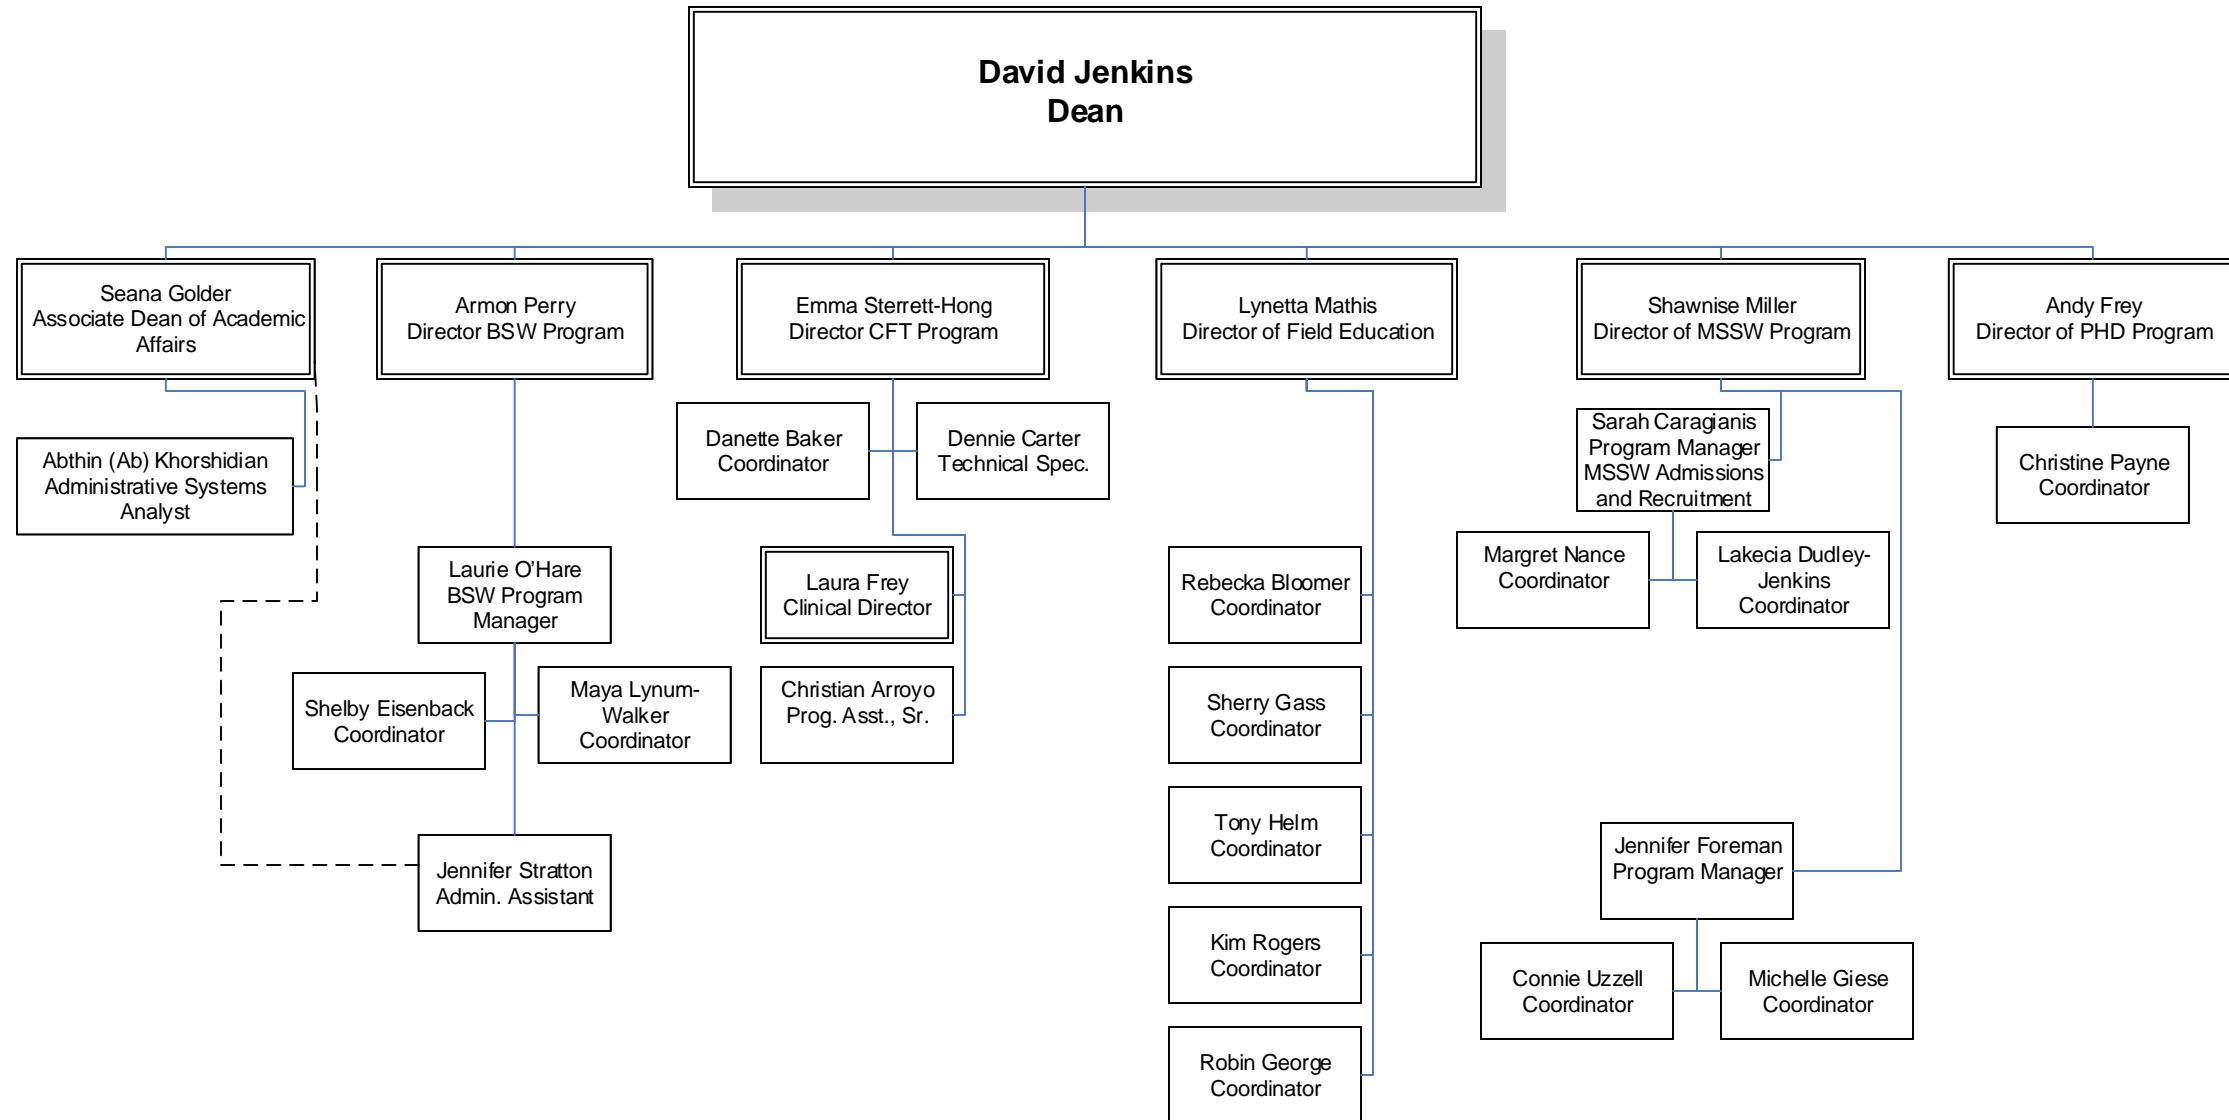 David Jenkins
Dean
Seana Golder
Associate Dean of Academic
Affairs
Armon Perry
Director BSW Program
Emma Sterrett-Hong
Director CFT Program
Lynetta Mathis
Director of Field Education
Shawnise Miller
Director of MSSW Program
Andy Frey
Director of PHD Program
Abthin (Ab) Khorshidian
Administrative Systems
Analyst
Danette Baker
Coordinator
Dennie Carter
Technical Spec.
Sarah Caragianis
Program Manager
MSSW Admissions
and Recruitment
Christine Payne
Coordinator
Laurie O'Hare
BSW Program
Manager
Laura Frey
Clinical Director
Rebecka Bloomer
Coordinator
Margret Nance
Coordinator
Lakecia Dudley-
Jenkins
Coordinator
Shelby Eisenback
Coordinator
Maya Lynum-
Walker
Coordinator
Christian Arroyo
Prog. Asst., Sr.
Sherry Gass
Coordinator
Tony Helm
Coordinator
Jennifer Foreman
Program Manager
Jennifer Stratton
Admin. Assistant
Kim Rogers
Coordinator
Connie Uzzell
Coordinator
Michelle Giese
Coordinator
Robin George
Coordinator